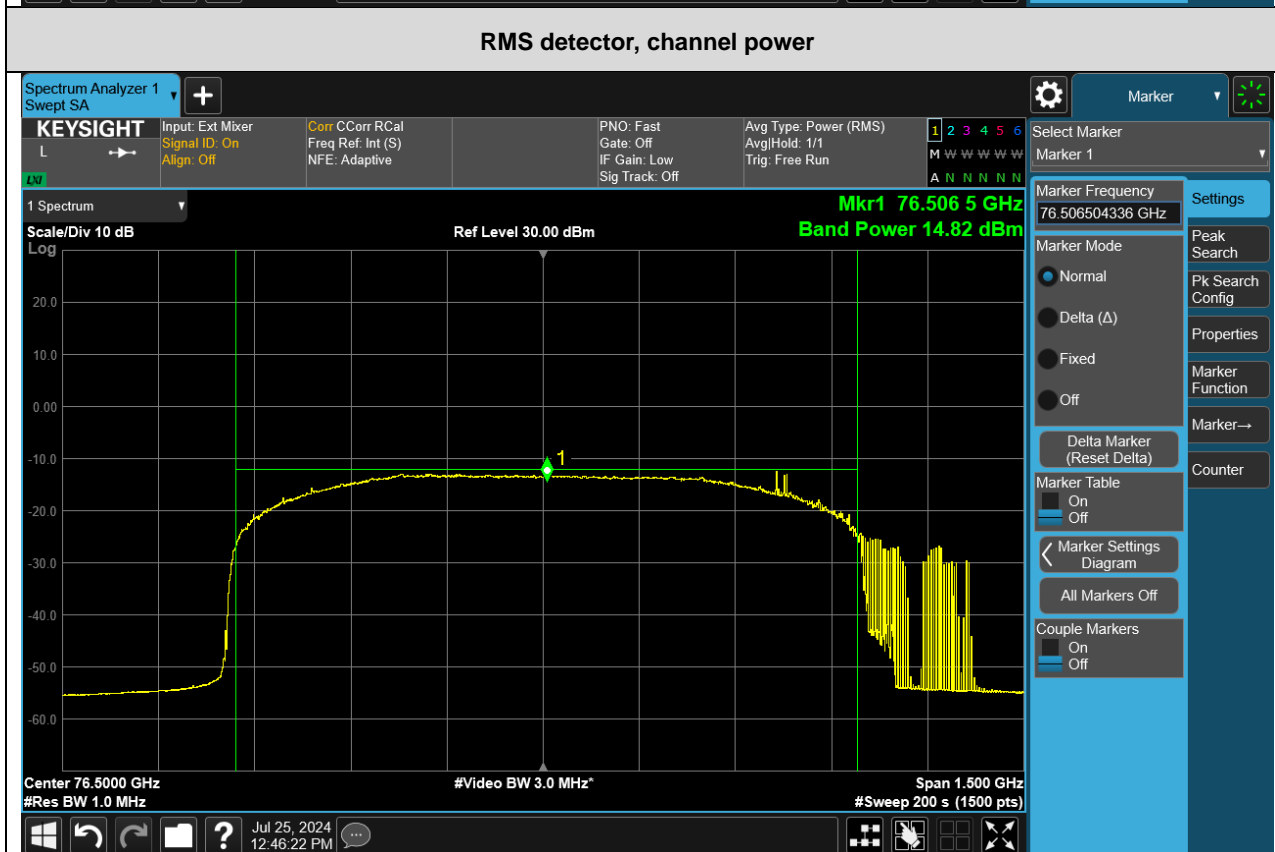 RMS detector, channel power
Spectrum Analyzer 1
Swept SA
Marker
KEYSIGHT
L
LXI
Input: Ext Mixer
Signal ID: On
Align: Off
Corr CCorr RCal
Freq Ref: Int (S)
NFE: Adaptive
PNO: Fast
Gate: Off
IF Gain: Low
Sig Track: Off
Avg Type: Power (RMS)
Avg|Hold: 1/1
Trig: Free Run
1 2 3 4 5 6
M W W W W W
A N N N N N
Select Marker
Marker 1
1 Spectrum
Scale/Div 10 dB
Log
Ref Level 30.00 dBm
Mkr1 76.506 5 GHz
Band Power 14.82 dBm
20.0
10.0
0.00
-10.0
-20.0
-30.0
-40.0
-50.0
-60.0
1
Center 76.5000 GHz
#Res BW 1.0 MHz
#Video BW 3.0 MHz*
Span 1.500 GHz
#Sweep 200 s (1500 pts)
Marker Frequency
76.506504336 GHz
Marker Mode
Normal
Delta (Δ)
Fixed
Off
Delta Marker
(Reset Delta)
Marker Table
On
Off
Marker Settings
Diagram
All Markers Off
Couple Markers
On
Off
Settings
Peak
Search
Pk Search
Config
Properties
Marker
Function
Marker→
Counter
Jul 25, 2024
12:46:22 PM